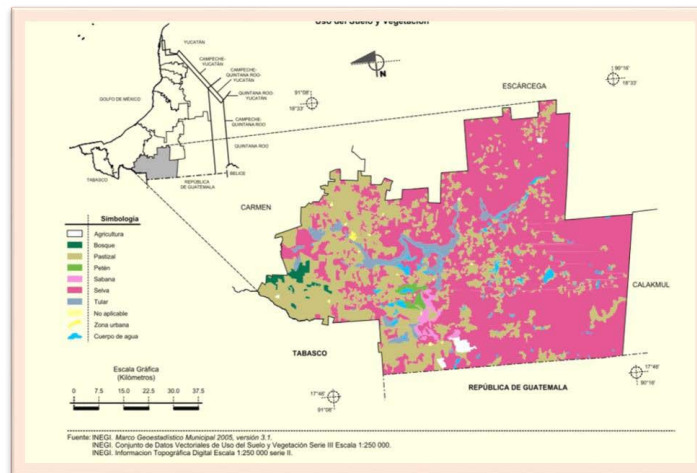 Uso del Suelo y Vegetación
YUCATÁN
CAMPECHE-
YUCATÁN
CAMPECHE-
QUINTANA ROO-
YUCATÁN
QUINTANA ROO-
YUCATÁN
CAMPECHE-
QUINTANA ROO
QUINTANA ROO
GOLFO DE MÉXICO
TABASCO
REPÚBLICA
DE GUATEMALA
BELICE
N
91°08'
18°33'
90°16'
18°33'
ESCÁRCEGA
CARMEN
CALAKMUL
TABASCO
REPÚBLICA DE GUATEMALA
17°48'
91°08'
17°48'
90°16'
Simbología
Agricultura
Bosque
Pastizal
Petén
Sabana
Selva
Tular
No aplicable
Zona urbana
Cuerpo de agua
Escala Gráfica
(Kilómetros)
0 7.5 15.0 22.5 30.0 37.5
Fuente: INEGI. Marco Geoestadístico Municipal 2005, versión 3.1.
INEGI. Conjunto de Datos Vectoriales de Uso del Suelo y Vegetación Serie III Escala 1:250 000.
INEGI. Informacion Topográfica Digital Escala 1:250 000 serie II.